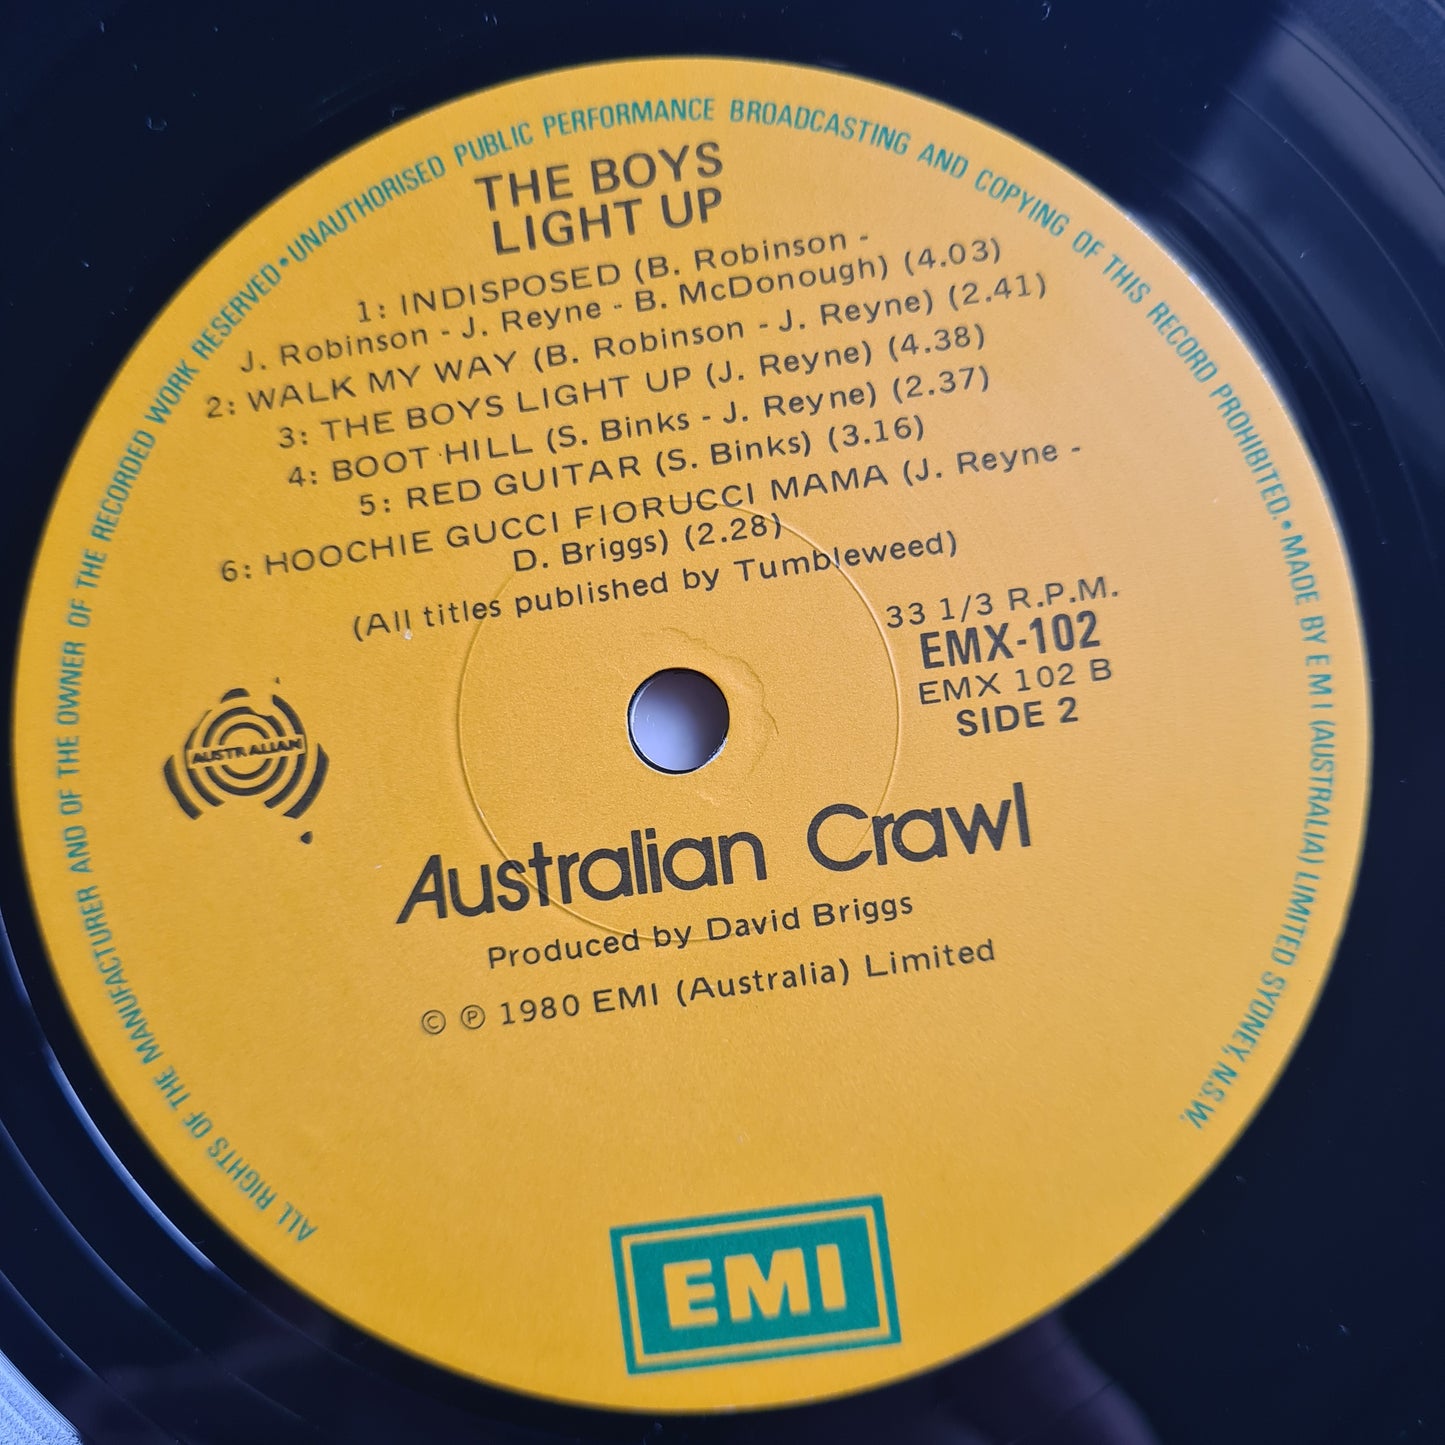 ALL RIGHTS OF THE MANUFACTURER AND OF THE OWNER OF THE RECORDED WORK RESERVED • UNAUTHORISED PUBLIC PERFORMANCE BROADCASTING AND COPYING OF THIS RECORD PROHIBITED. • MADE BY E M I (AUSTRALIA) LIMITED SYDNEY, N.S.W.
THE BOYS
LIGHT UP
1: INDISPOSED (B. Robinson -
J. Robinson - J. Reyne - B. McDonough) (4.03)
2: WALK MY WAY (B. Robinson - J. Reyne) (2.41)
3: THE BOYS LIGHT UP (J. Reyne) (4.38)
4: BOOT HILL (S. Binks - J. Reyne) (2.37)
5: RED GUITAR (S. Binks) (3.16)
6: HOOCHIE GUCCI FIORUCCI MAMA (J. Reyne -
D. Briggs) (2.28)
(All titles published by Tumbleweed)
33 1/3 R.P.M.
EMX-102
EMX 102 B
SIDE 2
AUSTRALIAN
Australian Crawl
Produced by David Briggs
© ℗ 1980 EMI (Australia) Limited
EMI